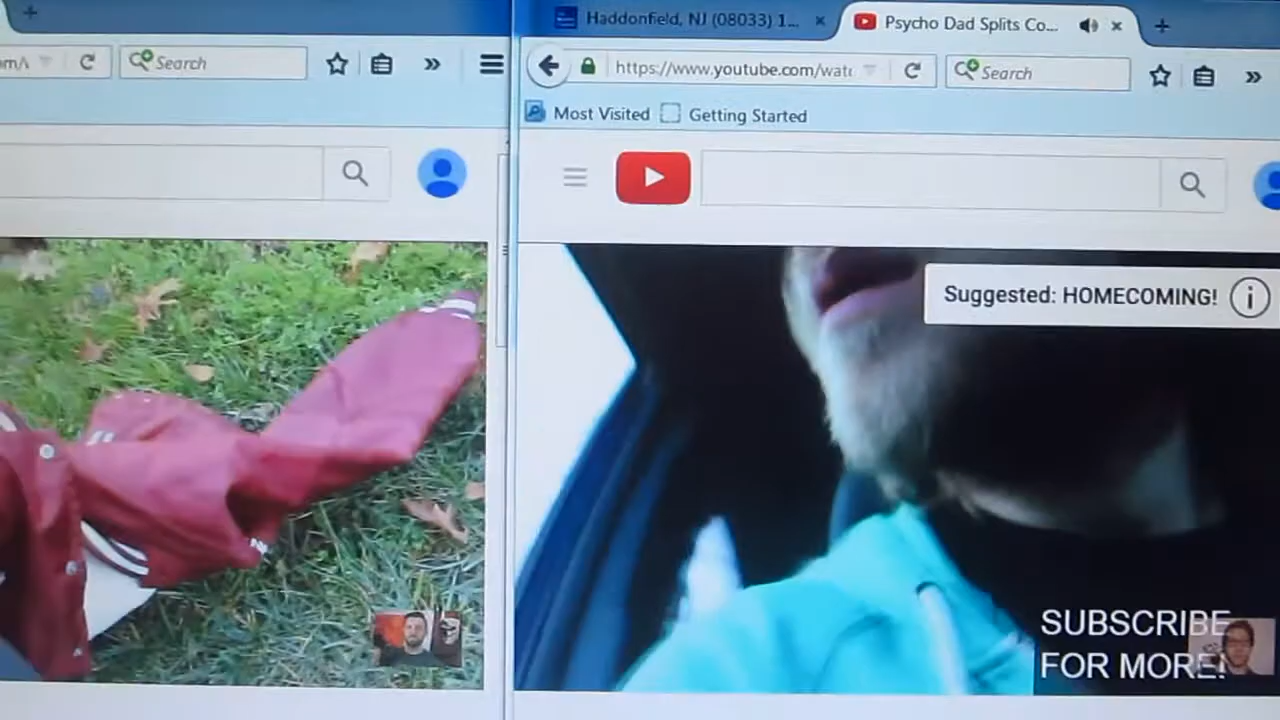 Haddonfield, NJ (08033) 1...
Psycho Dad Splits Co...
Search
https://www.youtube.com/wat
Search
Most Visited
Getting Started
Suggested: HOMECOMING!
SUBSCRIBE
FOR MORE!